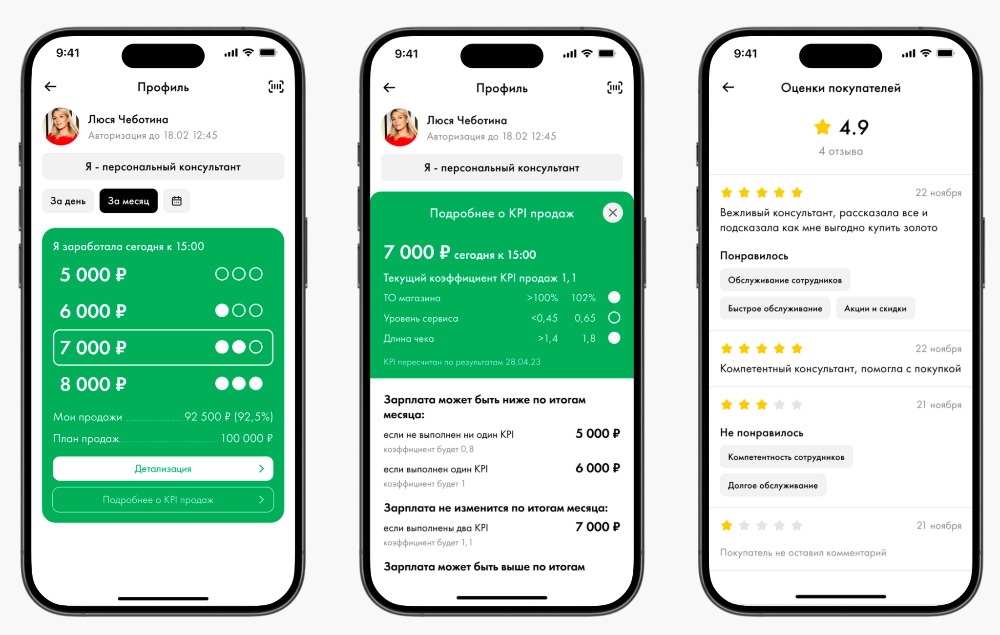 9:41
Профиль
Люся Чеботина
Авторизация до 18.02 12:45
Я - персональный консультант
За день
За месяц
Я заработала сегодня к 15:00
5 000 ₽
6 000 ₽
7 000 ₽
8 000 ₽
Мои продажи 92 500 ₽ (92,5%)
План продаж 100 000 ₽
Детализация
Подробнее о KPI продаж
9:41
Профиль
Люся Чеботина
Авторизация до 18.02 12:45
Я - персональный консультант
Подробнее о KPI продаж
7 000 ₽ сегодня к 15:00
Текущий коэффициент KPI продаж 1,1
ТО магазина >100% 102%
Уровень сервиса <0,45 0,65
Длина чека >1,4 1,8
KPI пересчитан по результатам 28.04.23
Зарплата может быть ниже по итогам
месяца:
если не выполнен ни один KPI 5 000 ₽
коэффициент будет 0,8
если выполнен один KPI 6 000 ₽
коэффициент будет 1
Зарплата не изменится по итогам месяца:
если выполнены два KPI 7 000 ₽
коэффициент будет 1,1
Зарплата может быть выше по итогам
9:41
Оценки покупателей
4.9
4 отзыва
22 ноября
Вежливый консультант, рассказала все и
подсказала как мне выгодно купить золото
Понравилось
Обслуживание сотрудников
Быстрое обслуживание
Акции и скидки
22 ноября
Компетентный консультант, помогла с покупкой
21 ноября
Не понравилось
Компетентность сотрудников
Долгое обслуживание
21 ноября
Покупатель не оставил комментарий